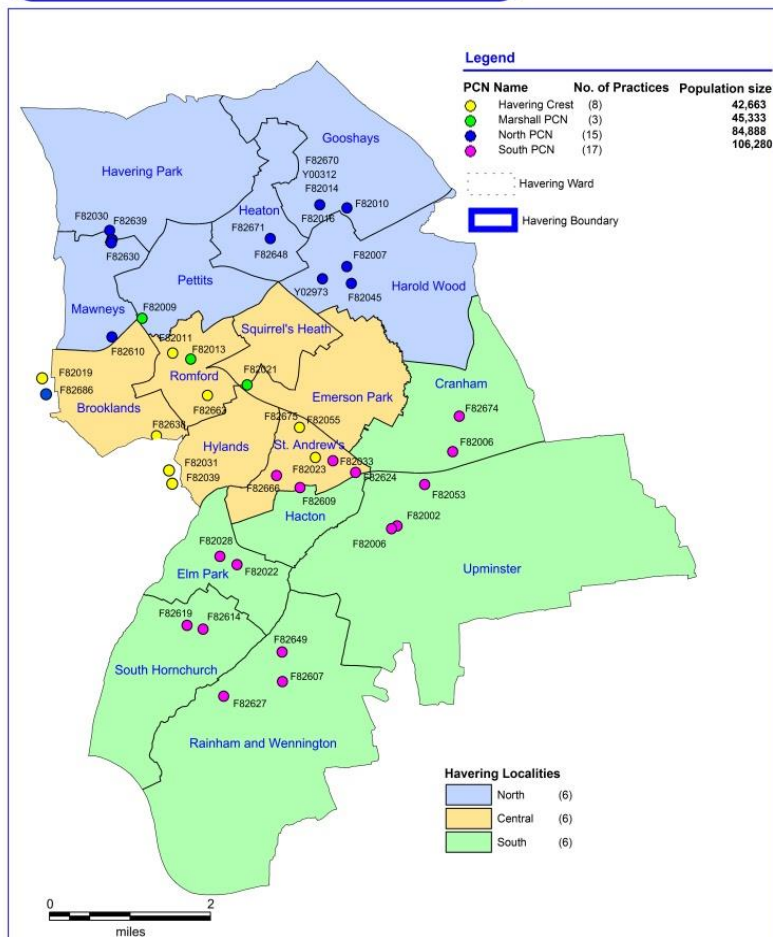 Legend
PCN Name No. of Practices Population size
Havering Crest (8) 42,663
Marshall PCN (3) 45,333
North PCN (15) 84,888
South PCN (17) 106,280
Havering Ward
Havering Boundary
Gooshays
Havering Park
F82670
Y00312
F82014
F82010
F82016
F82030
F82639
F82630
Heaton
F82671
F82648
F82007
Pettits
Y02973
F82045
Harold Wood
Mawneys
F82009
F82610
F82011
F82013
Squirrel's Heath
Romford
F82021
F82019
F82686
Brooklands
F82663
Emerson Park
Cranham
F82674
F82638
F82675
F82055
Hylands
St. Andrew's
F82006
F82031
F82039
F82023
F82033
F82624
F82666
F82609
F82053
Hacton
F82002
F82006
F82028
F82022
Elm Park
Upminster
F82619
F82614
F82649
South Hornchurch
F82607
F82627
Rainham and Wennington
Havering Localities
North (6)
Central (6)
South (6)
0 2
miles